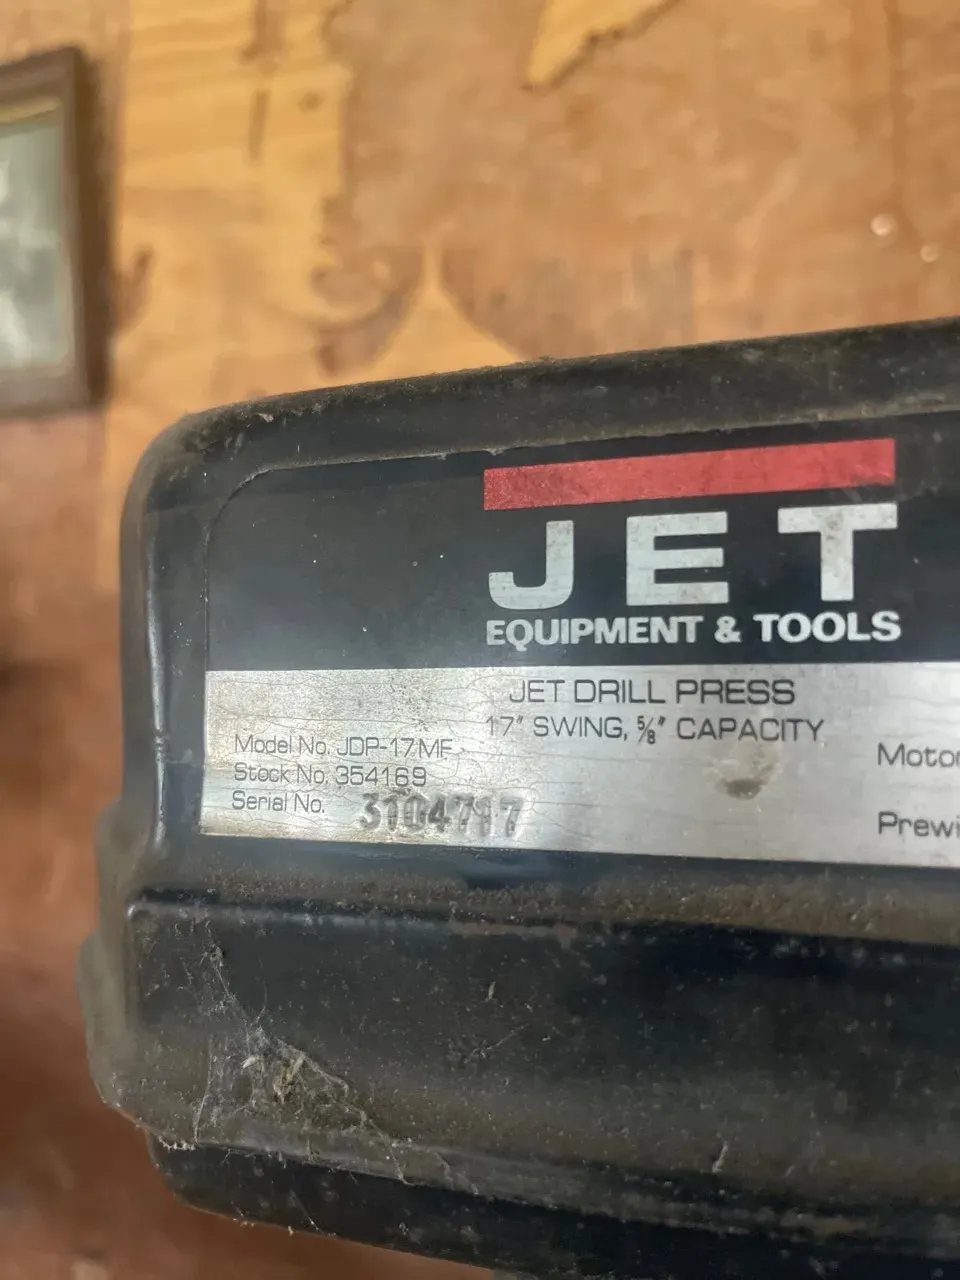 JET
EQUIPMENT & TOOLS
JET DRILL PRESS
17" SWING, 5/8" CAPACITY
Model No. JDP-17MF
Stock No. 354169
Serial No. 3104717
Motor
Prewi